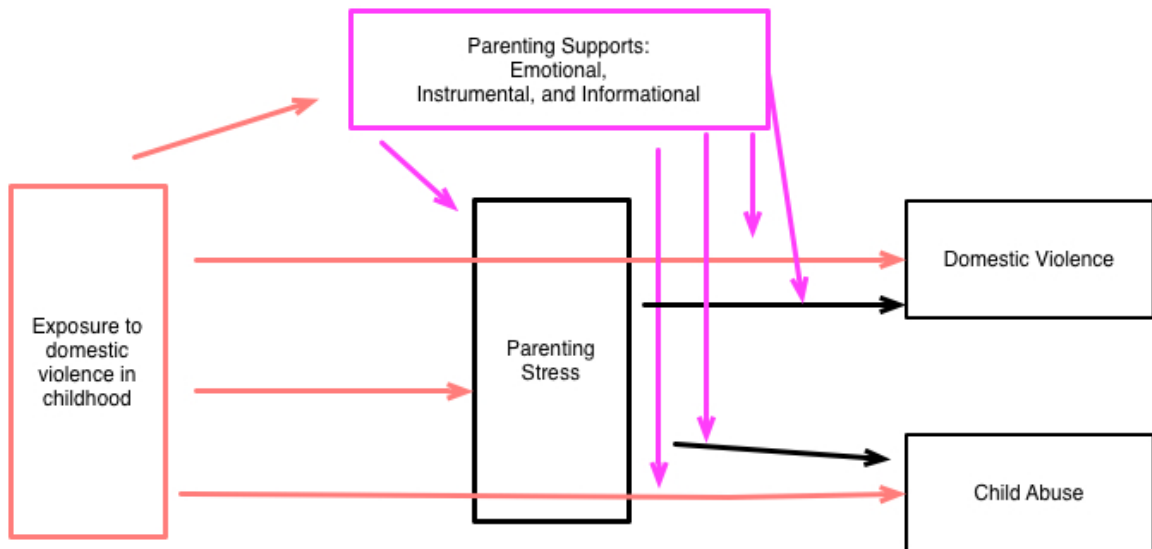 Parenting Supports:
Emotional,
Instrumental, and Informational
Exposure to
domestic
violence in
childhood
Parenting
Stress
Domestic Violence
Child Abuse